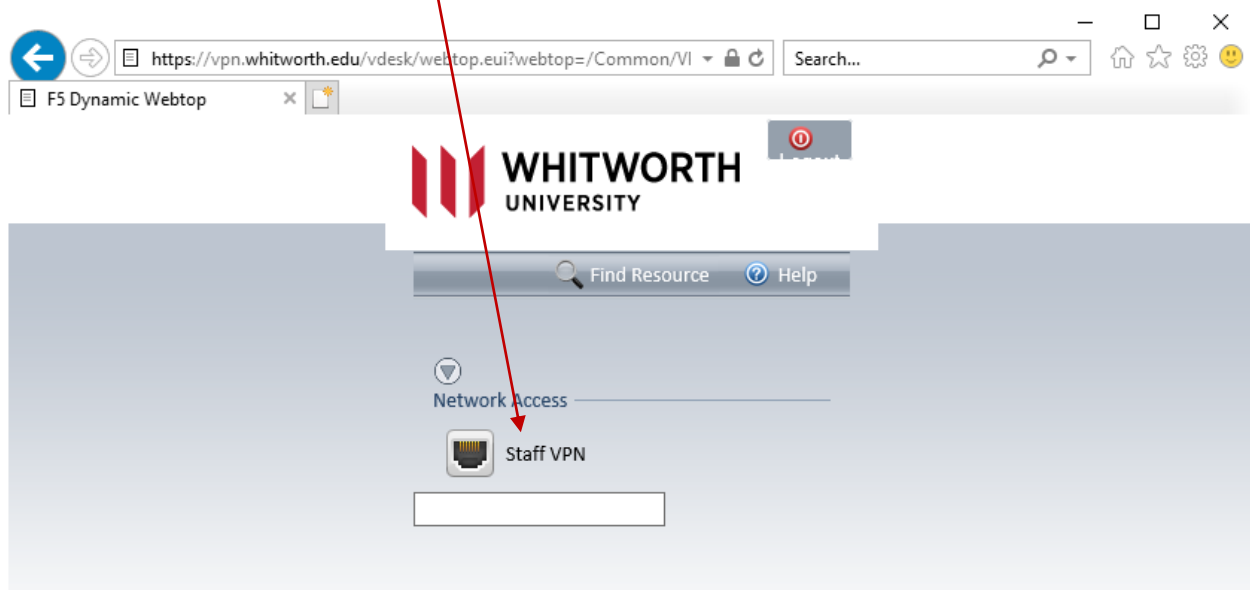 https://vpn.whitworth.edu/vdesk/webtop.eui?webtop=/Common/VI
Search...
F5 Dynamic Webtop
Logout
WHITWORTH
UNIVERSITY
Find Resource
Help
Network Access
Staff VPN